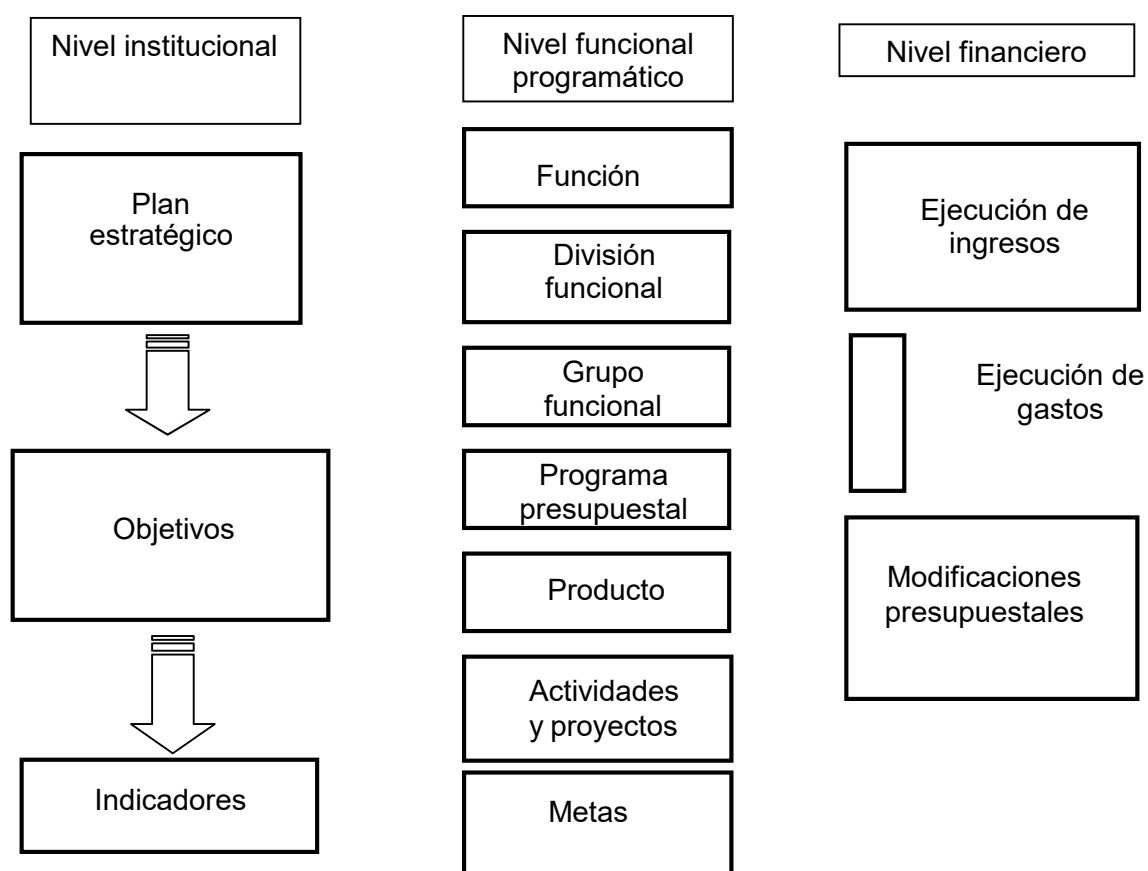 Nivel institucional
Plan
estratégico
Objetivos
Indicadores
Nivel funcional
programático
Función
División
funcional
Grupo
funcional
Programa
presupuestal
Producto
Actividades
y proyectos
Metas
Nivel financiero
Ejecución de
ingresos
Ejecución de
gastos
Modificaciones
presupuestales